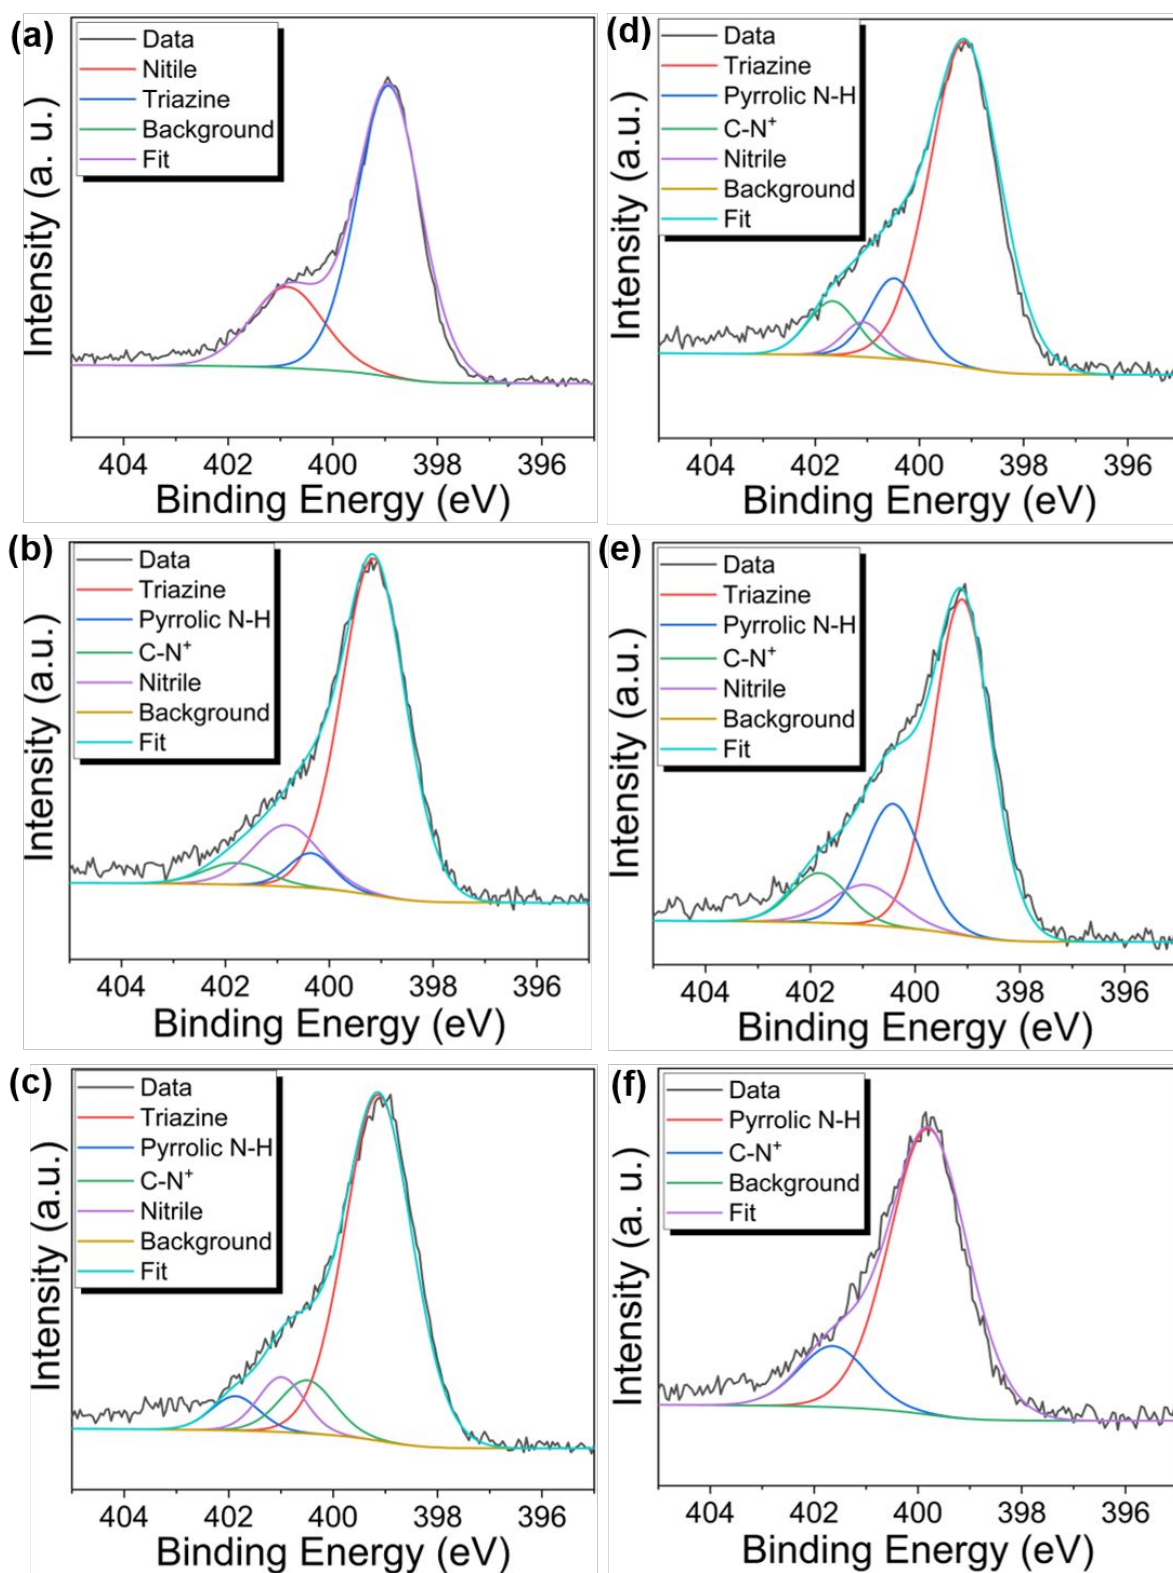 (a)
Data
Nitile
Triazine
Background
Fit
Intensity (a. u.)
404 402 400 398 396
Binding Energy (eV)
(d)
Data
Triazine
Pyrrolic N-H
C-N⁺
Nitrile
Background
Fit
Intensity (a. u.)
404 402 400 398 396
Binding Energy (eV)
(b)
Data
Triazine
Pyrrolic N-H
C-N⁺
Nitrile
Background
Fit
Intensity (a.u.)
404 402 400 398 396
Binding Energy (eV)
(e)
Data
Triazine
Pyrrolic N-H
C-N⁺
Nitrile
Background
Fit
Intensity (a.u.)
404 402 400 398 396
Binding Energy (eV)
(c)
Data
Triazine
Pyrrolic N-H
C-N⁺
Nitrile
Background
Fit
Intensity (a.u.)
404 402 400 398 396
Binding Energy (eV)
(f)
Data
Pyrrolic N-H
C-N⁺
Background
Fit
Intensity (a. u.)
404 402 400 398 396
Binding Energy (eV)